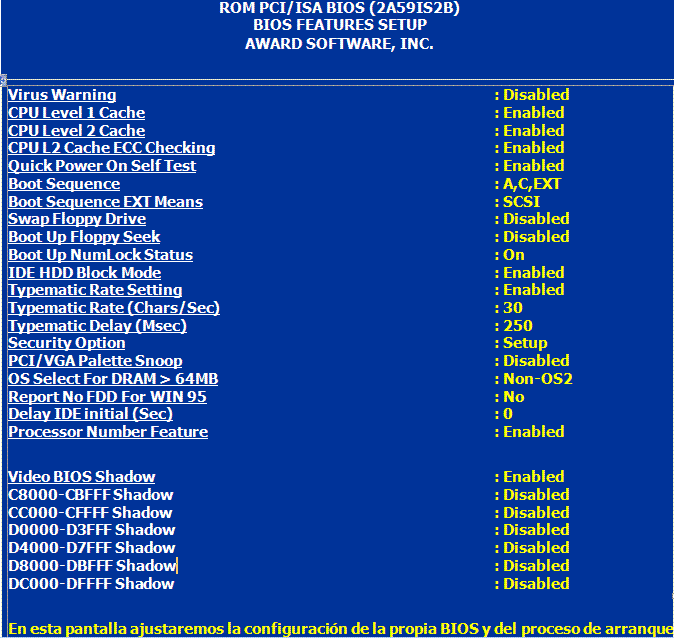 ROM PCI/ISA BIOS (2A59IS2B)
BIOS FEATURES SETUP
AWARD SOFTWARE, INC.
Virus Warning : Disabled
CPU Level 1 Cache : Enabled
CPU Level 2 Cache : Enabled
CPU L2 Cache ECC Checking : Enabled
Quick Power On Self Test : Enabled
Boot Sequence : A,C,EXT
Boot Sequence EXT Means : SCSI
Swap Floppy Drive : Disabled
Boot Up Floppy Seek : Disabled
Boot Up NumLock Status : On
IDE HDD Block Mode : Enabled
Typematic Rate Setting : Enabled
Typematic Rate (Chars/Sec) : 30
Typematic Delay (Msec) : 250
Security Option : Setup
PCI/VGA Palette Snoop : Disabled
OS Select For DRAM > 64MB : Non-OS2
Report No FDD For WIN 95 : No
Delay IDE initial (Sec) : 0
Processor Number Feature : Enabled
Video BIOS Shadow : Enabled
C8000-CBFFF Shadow : Disabled
CC000-CFFFF Shadow : Disabled
D0000-D3FFF Shadow : Disabled
D4000-D7FFF Shadow : Disabled
D8000-DBFFF Shadow : Disabled
DC000-DFFFF Shadow : Disabled
En esta pantalla ajustaremos la configuración de la propia BIOS y del proceso de arranque